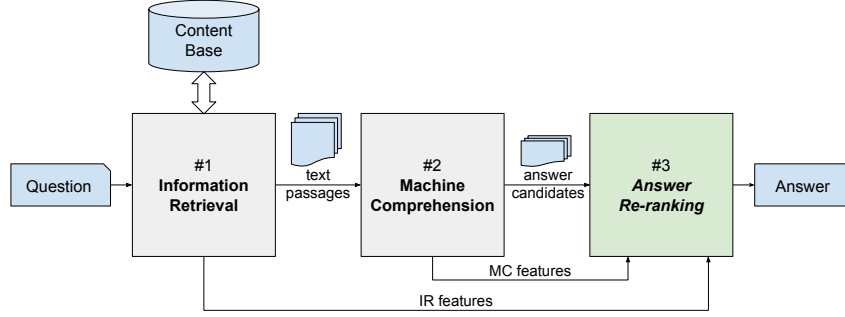 Content
Base
#1
Information
Retrieval
#2
Machine
Comprehension
#3
Answer
Re-ranking
Question
text
passages
answer
candidates
Answer
MC features
IR features